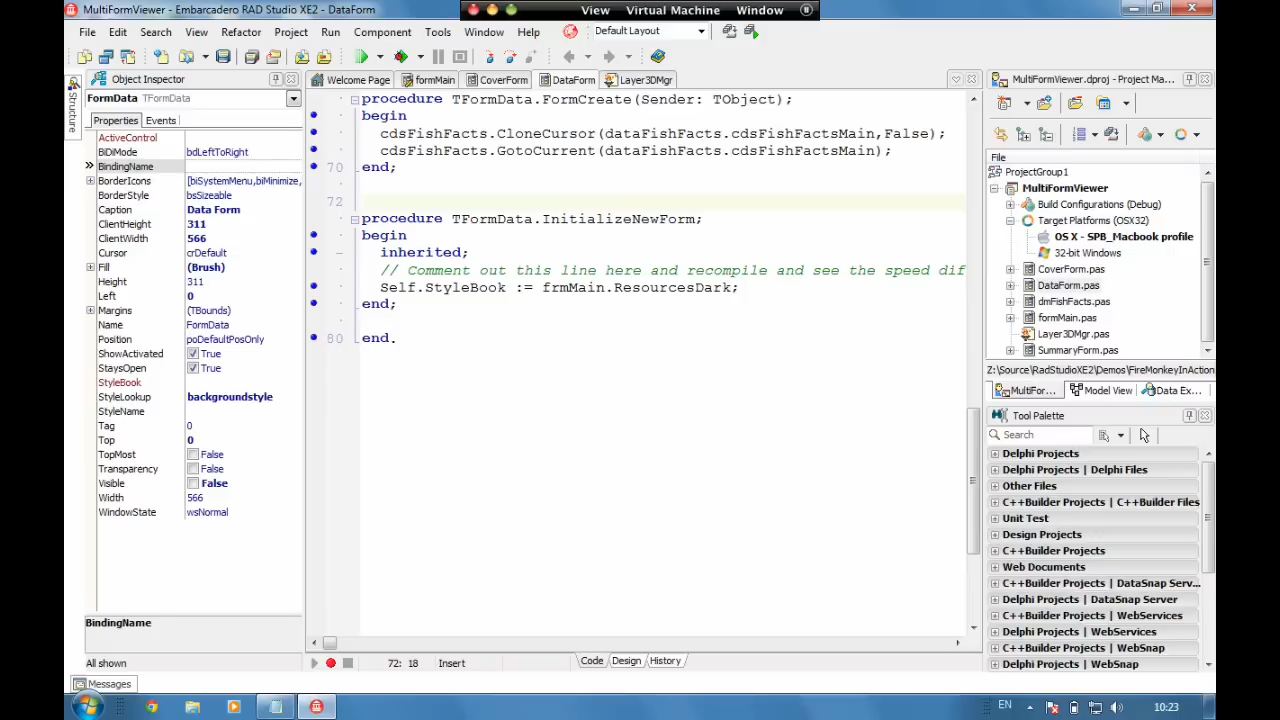 MultiFormViewer - Embarcadero RAD Studio XE2 - DataForm
View Virtual Machine Window
File Edit Search View Refactor Project Run Component Tools Window Help
Default Layout
Structure
Object Inspector
FormData TFormData
Properties Events
ActiveControl
BiDiMode bdLeftToRight
BindingName
BorderIcons [biSystemMenu,biMinimize,
BorderStyle bsSizeable
Caption Data Form
ClientHeight 311
ClientWidth 566
Cursor crDefault
Fill (Brush)
Height 311
Left 0
Margins (TBounds)
Name FormData
Position poDefaultPosOnly
ShowActivated True
StaysOpen True
StyleBook
StyleLookup backgroundstyle
StyleName
Tag 0
Top 0
TopMost False
Transparency False
Visible False
Width 566
WindowState wsNormal
BindingName
All shown
Welcome Page formMain CoverForm DataForm Layer3DMgr
procedure TFormData.FormCreate(Sender: TObject);
begin
cdsFishFacts.CloneCursor(dataFishFacts.cdsFishFactsMain,False);
cdsFishFacts.GotoCurrent(dataFishFacts.cdsFishFactsMain);
70 end;
72
procedure TFormData.InitializeNewForm;
begin
inherited;
// Comment out this line here and recompile and see the speed dif
Self.StyleBook := frmMain.ResourcesDark;
end;
80 end.
72: 18 Insert
Code Design History
MultiFormViewer.dproj - Project Ma...
File
ProjectGroup1
MultiFormViewer
Build Configurations (Debug)
Target Platforms (OSX32)
OS X - SPB_Macbook profile
32-bit Windows
CoverForm.pas
DataForm.pas
dmFishFacts.pas
formMain.pas
Layer3DMgr.pas
SummaryForm.pas
Z:\Source\RadStudioXE2\Demos\FireMonkeyInAction
MultiFor... Model View Data Ex...
Tool Palette
Search
Delphi Projects
Delphi Projects | Delphi Files
Other Files
C++Builder Projects | C++Builder Files
Unit Test
Design Projects
C++Builder Projects
Web Documents
C++Builder Projects | DataSnap Serv...
Delphi Projects | DataSnap Server
C++Builder Projects | WebServices
Delphi Projects | WebServices
C++Builder Projects | WebSnap
Delphi Projects | WebSnap
Messages
EN 10:23